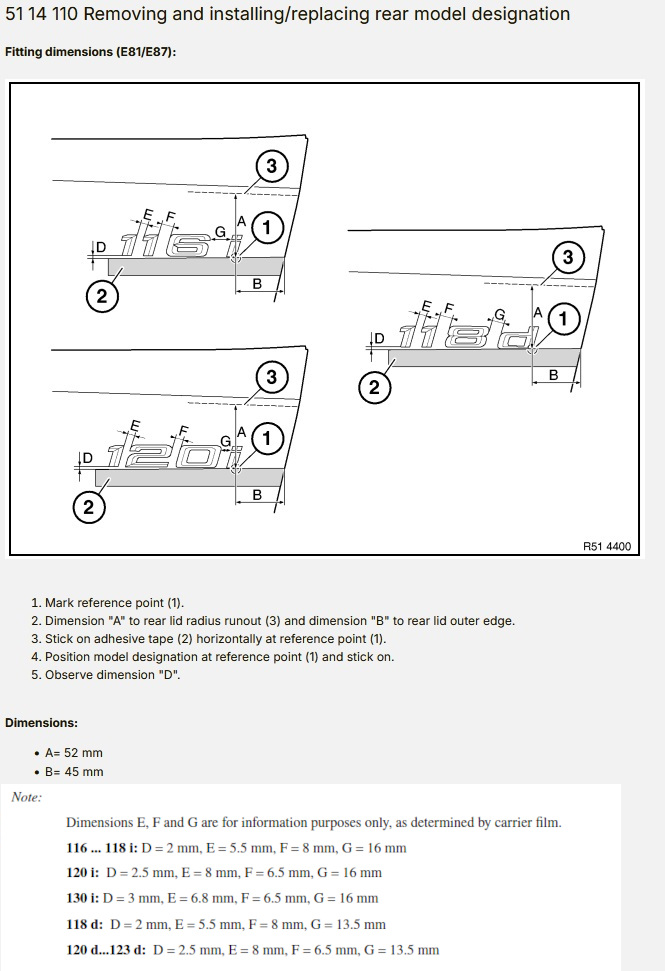 51 14 110 Removing and installing/replacing rear model designation
Fitting dimensions (E81/E87):
3
E F
G A 1
D
116i
B
2
3
E F
G A 1
D
118d
B
2
3
E
F
G A 1
D
120i
B
2
R51 4400
1. Mark reference point (1).
2. Dimension "A" to rear lid radius runout (3) and dimension "B" to rear lid outer edge.
3. Stick on adhesive tape (2) horizontally at reference point (1).
4. Position model designation at reference point (1) and stick on.
5. Observe dimension "D".
Dimensions:
• A= 52 mm
• B= 45 mm
Note:
Dimensions E, F and G are for information purposes only, as determined by carrier film.
116 ... 118 i: D = 2 mm, E = 5.5 mm, F = 8 mm, G = 16 mm
120 i: D = 2.5 mm, E = 8 mm, F = 6.5 mm, G = 16 mm
130 i: D = 3 mm, E = 6.8 mm, F = 6.5 mm, G = 16 mm
118 d: D = 2 mm, E = 5.5 mm, F = 8 mm, G = 13.5 mm
120 d...123 d: D = 2.5 mm, E = 8 mm, F = 6.5 mm, G = 13.5 mm